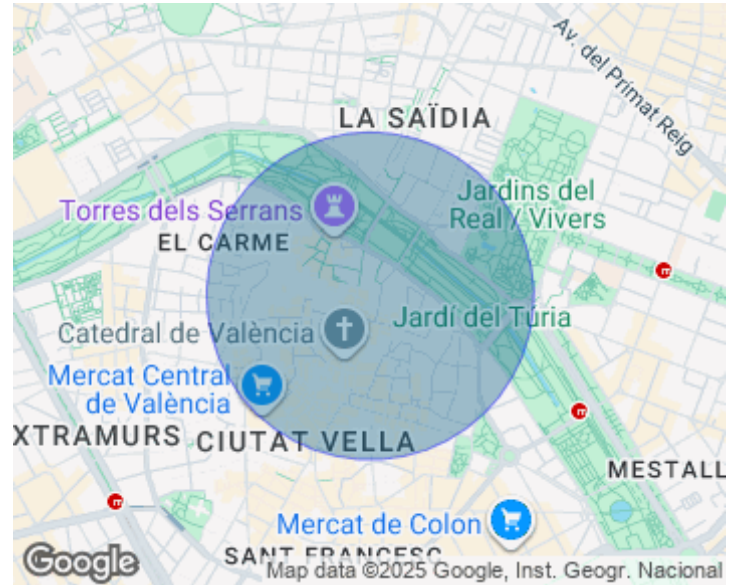 Av. del Primat Reig
LA SAÏDIA
Jardins del
Real / Vivers
Torres dels Serrans
EL CARME
Jardí del Túria
Catedral de València
Mercat Central
de València
XTRAMURS
CIUTAT VELLA
MESTALL
Mercat de Colon
SANT FRANCESC
Google
Map data ©2025 Google, Inst. Geogr. Nacional
m
m
m